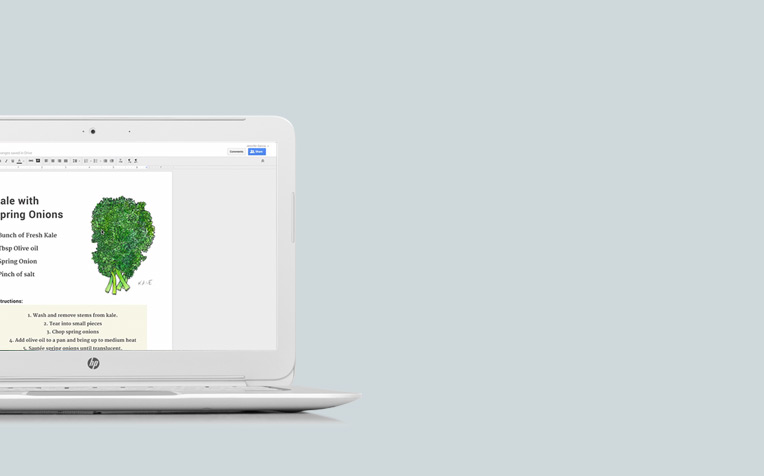 Comments
Share
ale with
pring Onions
Bunch of Fresh Kale
Tbsp Olive oil
Spring Onion
Pinch of salt
tructions:
1. Wash and remove stems from kale.
2. Tear into small pieces
3. Chop spring onions
4. Add olive oil to a pan and bring up to medium heat
5. Sautée spring onions until translucent.
hp